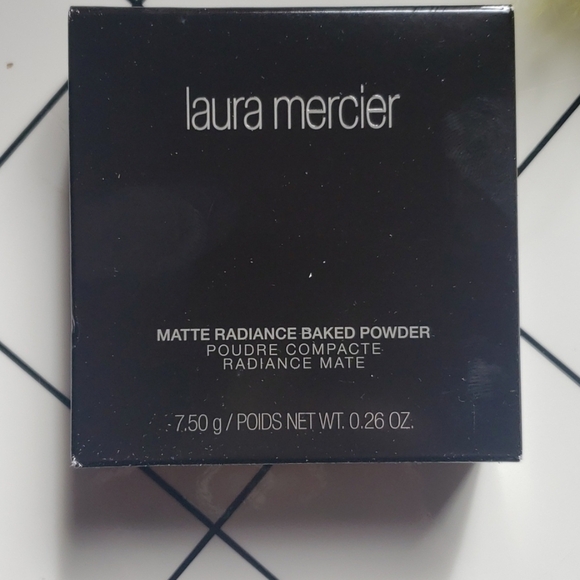 laura mercier
MATTE RADIANCE BAKED POWDER
POUDRE COMPACTE
RADIANCE MATE
7.50 g / POIDS NET WT. 0.26 OZ.